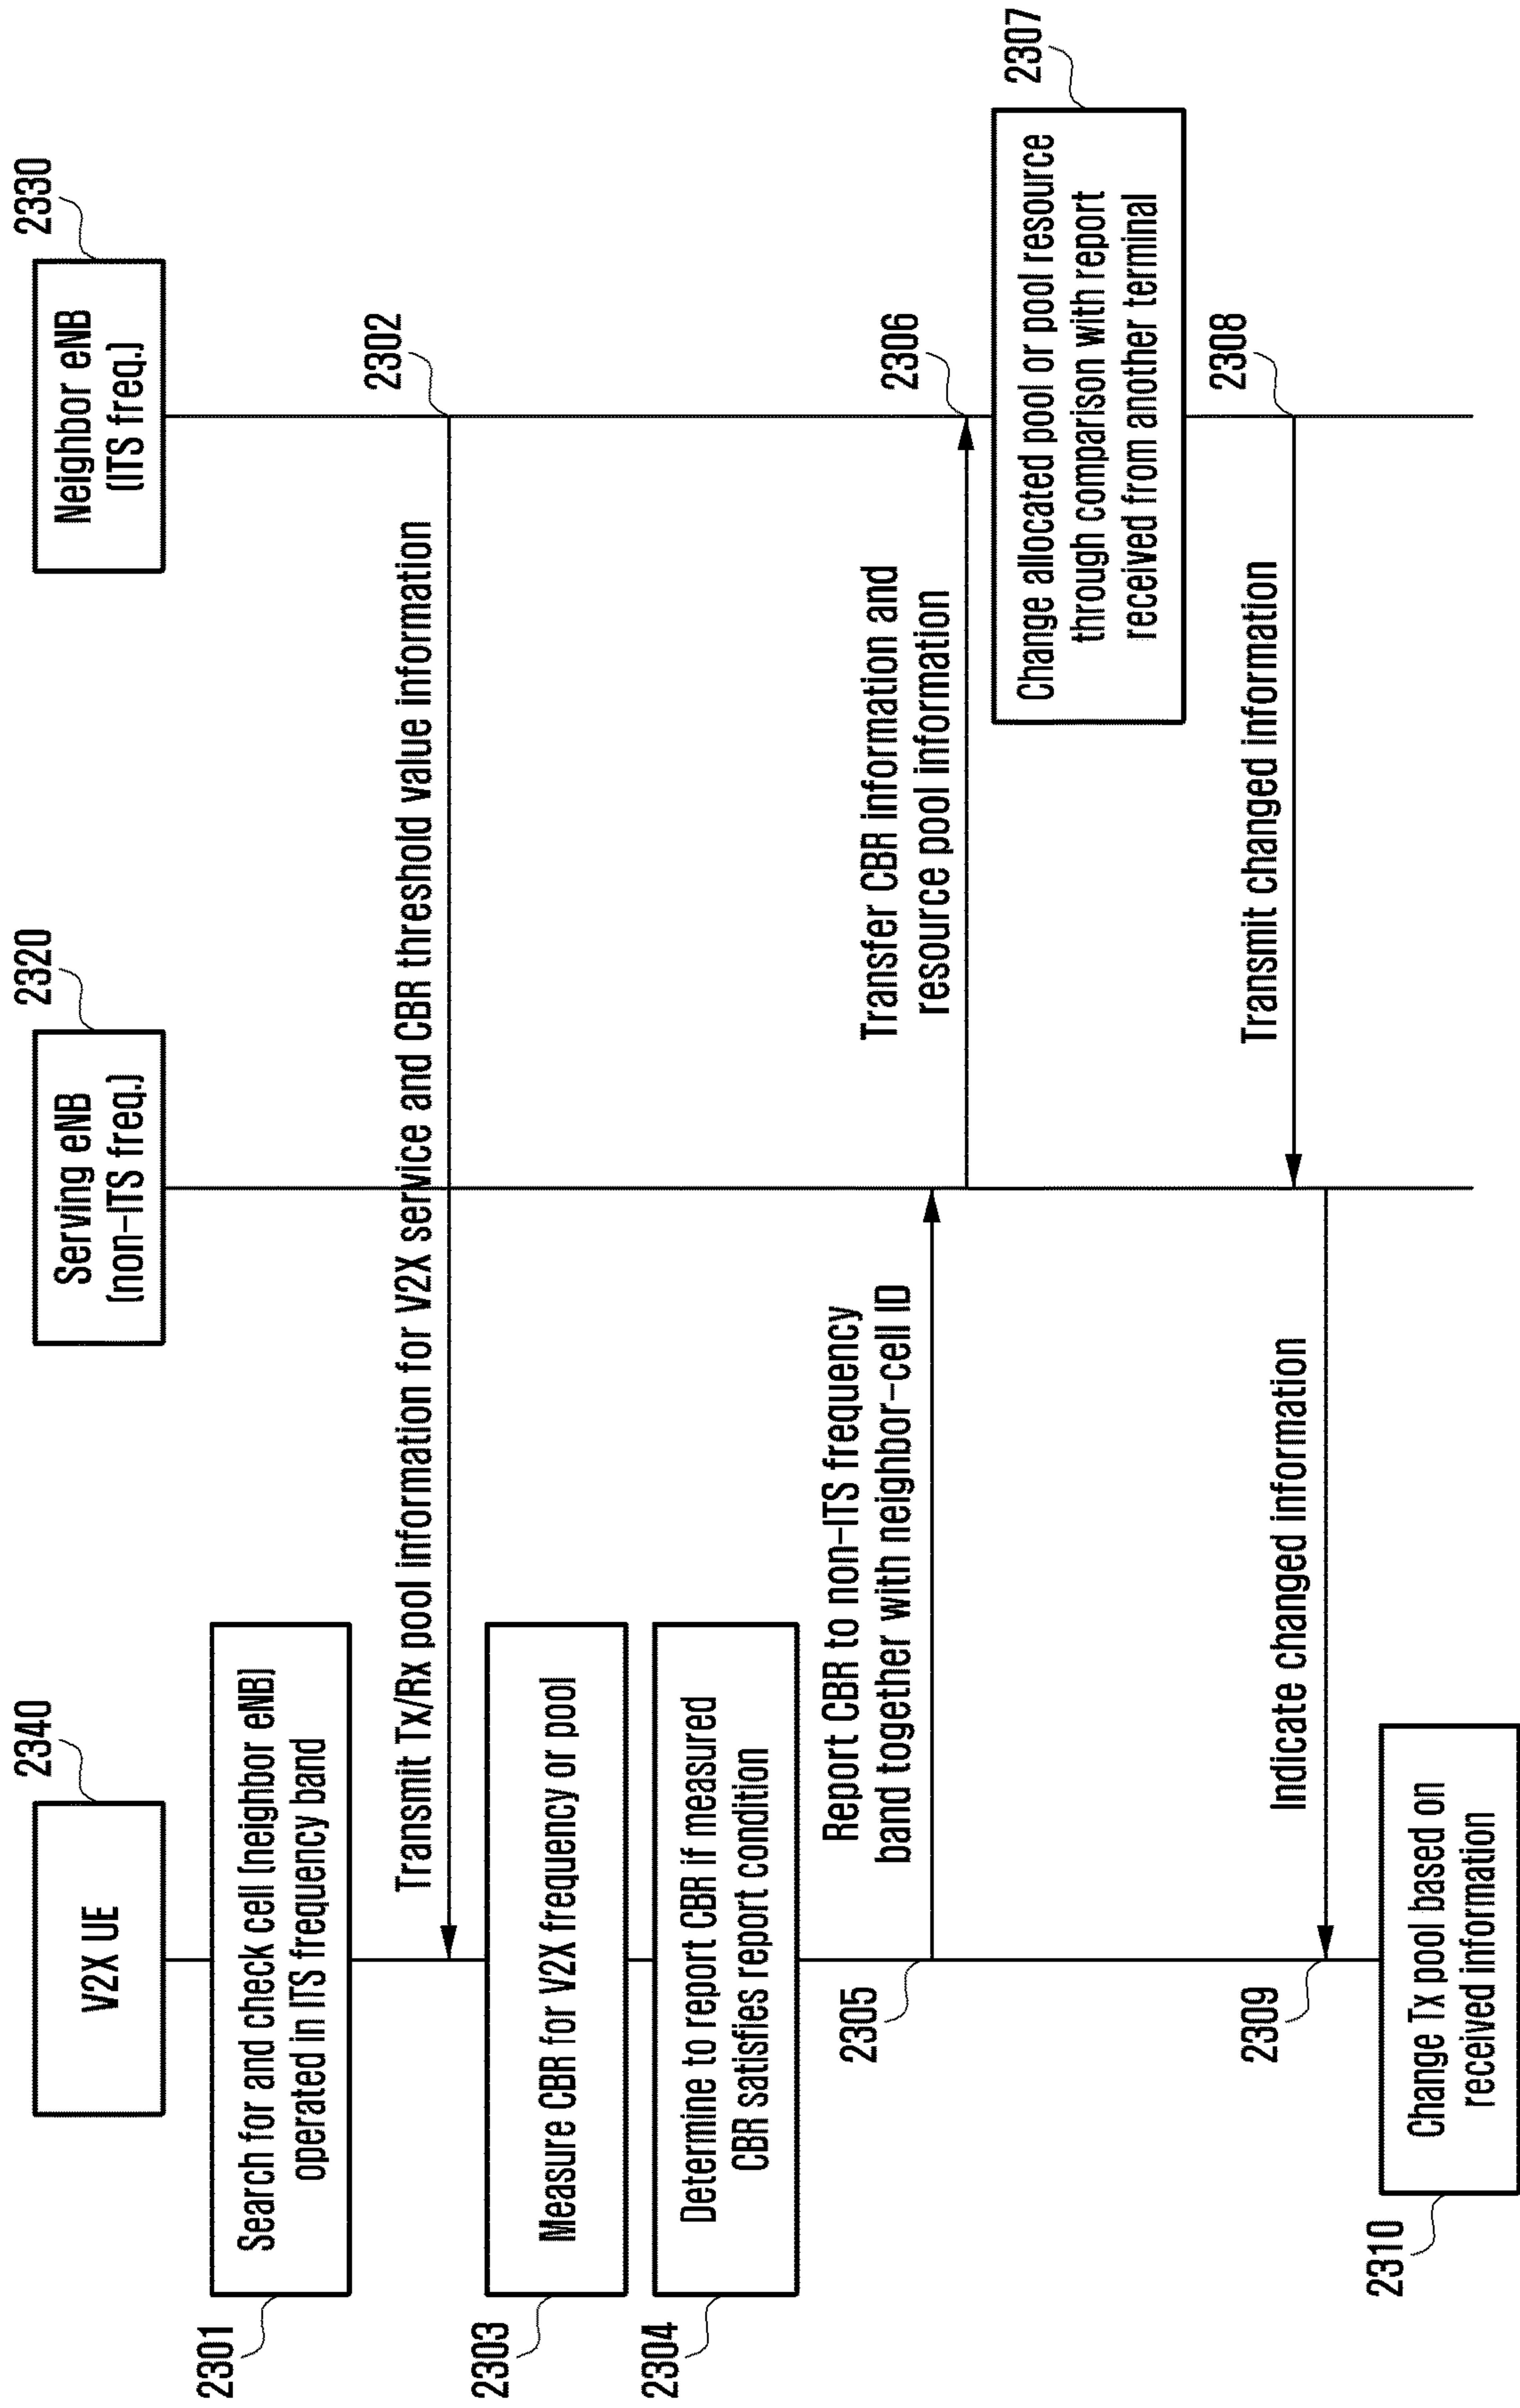 2340
V2X UE
2320
Serving eNB
(non-ITS freq.)
2330
Neighbor eNB
(ITS freq.)
2301
Search for and check cell (neighbor eNB)
operated in ITS frequency band
2302
Transmit Tx/Rx pool information for V2X service and CBR threshold value information
2303
Measure CBR for V2X frequency or pool
2304
Determine to report CBR if measured
CBR satisfies report condition
2305
Report CBR to non-ITS frequency
band together with neighbor-cell ID
2306
Transfer CBR information and
resource pool information
2307
Change allocated pool or pool resource
through comparison with report
received from another terminal
2308
Transmit changed information
2309
Indicate changed information
2310
Change Tx pool based on
received information